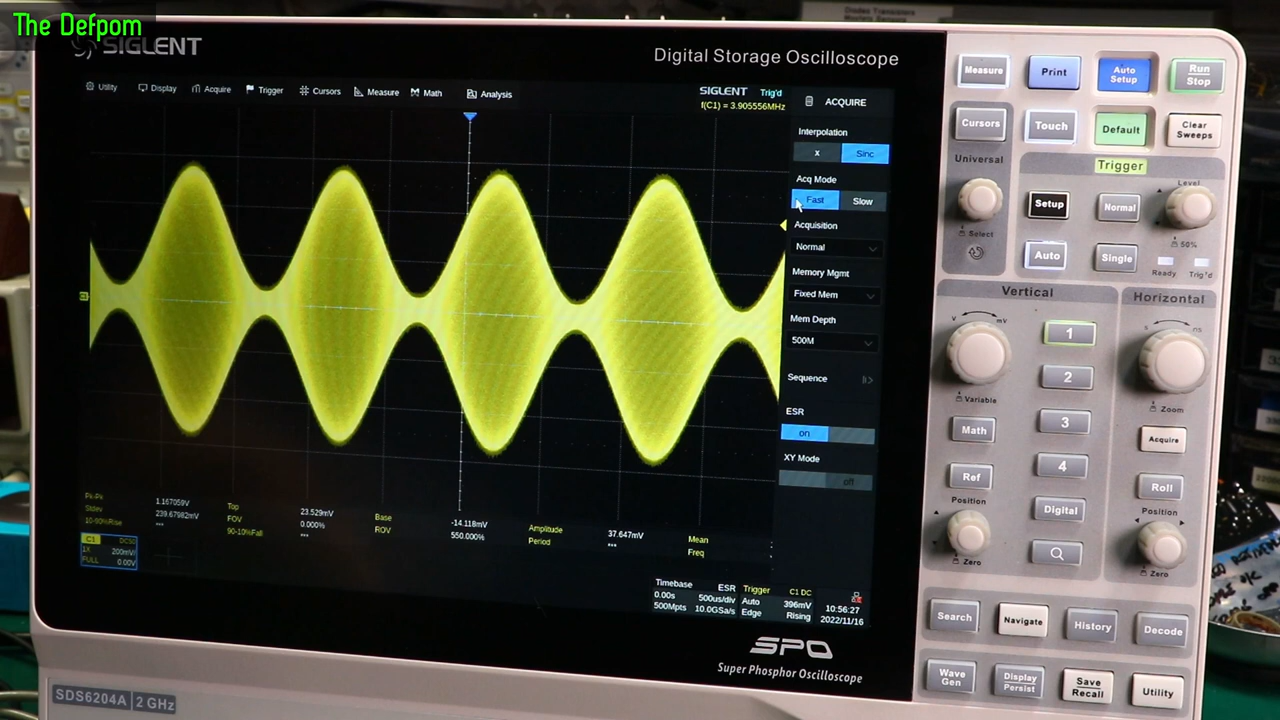 The Defpom
SIGLENT
Digital Storage Oscilloscope
Utility Display Acquire Trigger Cursors Measure Math Analysis
SIGLENT Trig'd
f(C1) = 3.905556MHz
ACQUIRE
Interpolation
x Sinc
Acq Mode
Fast Slow
Acquisition
Normal
Memory Mgmt
Fixed Mem
Mem Depth
500M
Sequence
ESR
on
XY Mode
off
Pk-Pk 1.167059V Top 23.529mV Base -14.118mV Amplitude 37.647mV Mean
Stdev 239.67982mV FOV 0.000% ROV 550.000% Period *** Freq
10-90%Rise *** 90-10%Fall ***
C1 DC50
1X 200mV/
FULL 0.00V
Timebase ESR
0.00s 500us/div
500Mpts 10.0GSa/s
Trigger C1 DC
Auto 396mV
Edge Rising
10:56:27
2022/11/16
SPO
Super Phosphor Oscilloscope
SDS6204A 2 GHz
Measure
Print
Auto
Setup
Run
Stop
Cursors
Touch
Default
Clear
Sweeps
Universal
Select
Trigger
Setup
Normal
Level
50%
Auto
Single
Ready
Trig'd
Vertical
Horizontal
V mV
s ns
1
Variable
2
Zoom
Math
3
Acquire
Ref
4
Roll
Position
Digital
Position
Zero
Zero
Search
Navigate
History
Decode
Wave
Gen
Display
Persist
Save
Recall
Utility